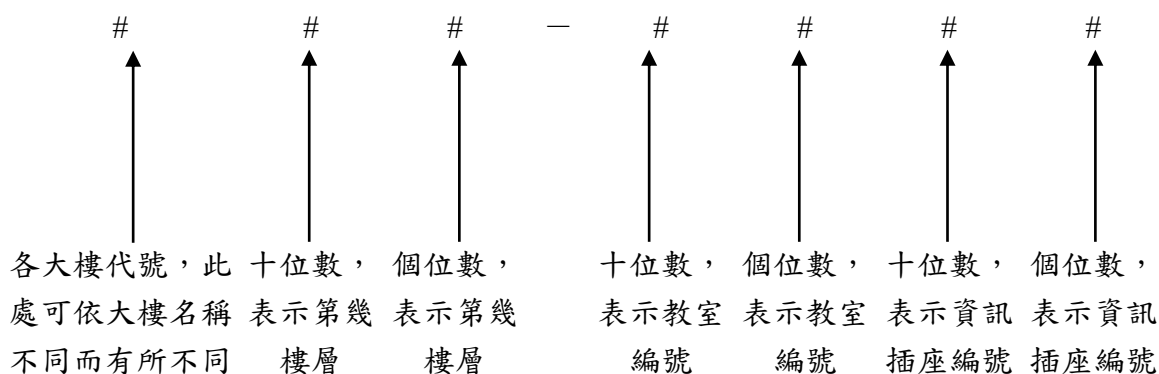 # # # － # # # #
各大樓代號，此 十位數， 個位數， 十位數， 個位數， 十位數， 個位數，
處可依大樓名稱 表示第幾 表示第幾 表示教室 表示教室 表示資訊 表示資訊
不同而有所不同 樓層 樓層 編號 編號 插座編號 插座編號